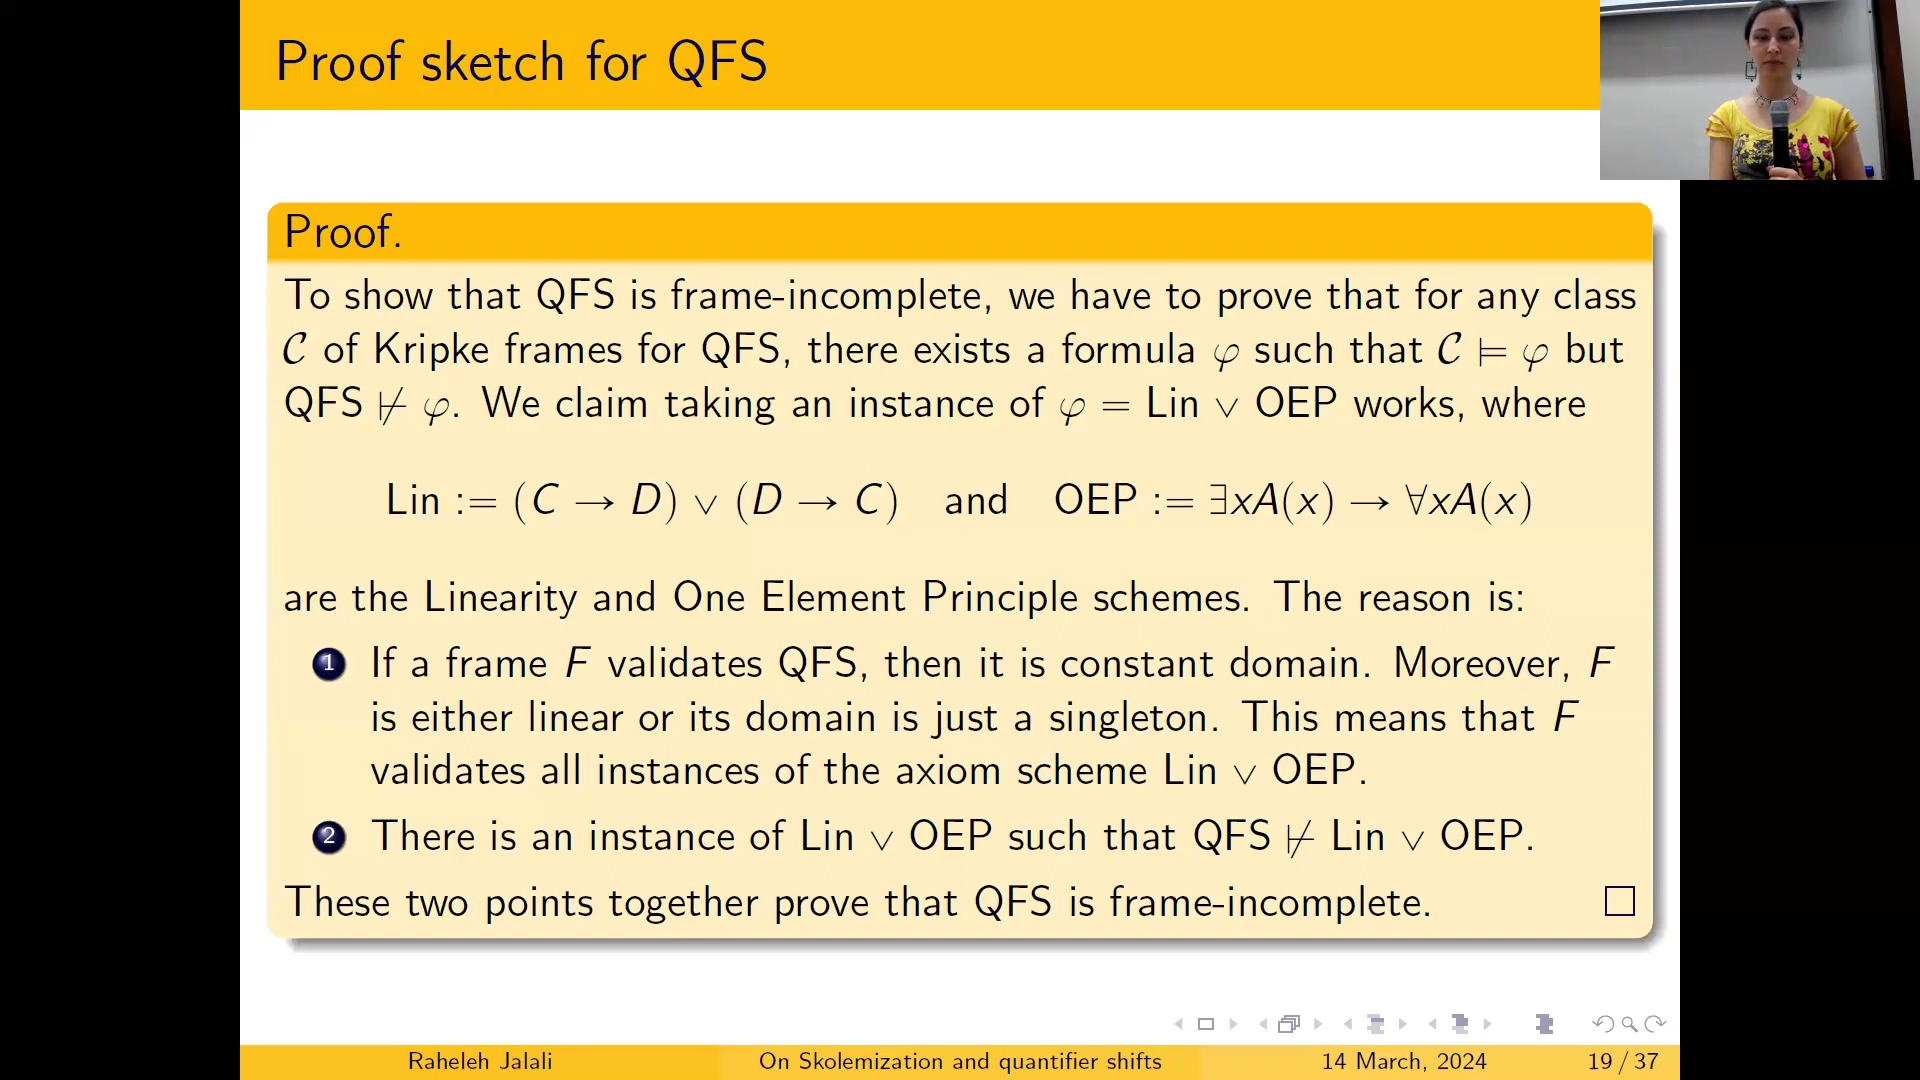 Proof sketch for QFS
Proof.
To show that QFS is frame-incomplete, we have to prove that for any class
𝒞 of Kripke frames for QFS, there exists a formula φ such that 𝒞 ⊨ φ but
QFS ⊬ φ. We claim taking an instance of φ = Lin ∨ OEP works, where
Lin := (C → D) ∨ (D → C) and OEP := ∃xA(x) → ∀xA(x)
are the Linearity and One Element Principle schemes. The reason is:
1 If a frame F validates QFS, then it is constant domain. Moreover, F
is either linear or its domain is just a singleton. This means that F
validates all instances of the axiom scheme Lin ∨ OEP.
2 There is an instance of Lin ∨ OEP such that QFS ⊬ Lin ∨ OEP.
These two points together prove that QFS is frame-incomplete. □
Raheleh Jalali On Skolemization and quantifier shifts 14 March, 2024 19 / 37